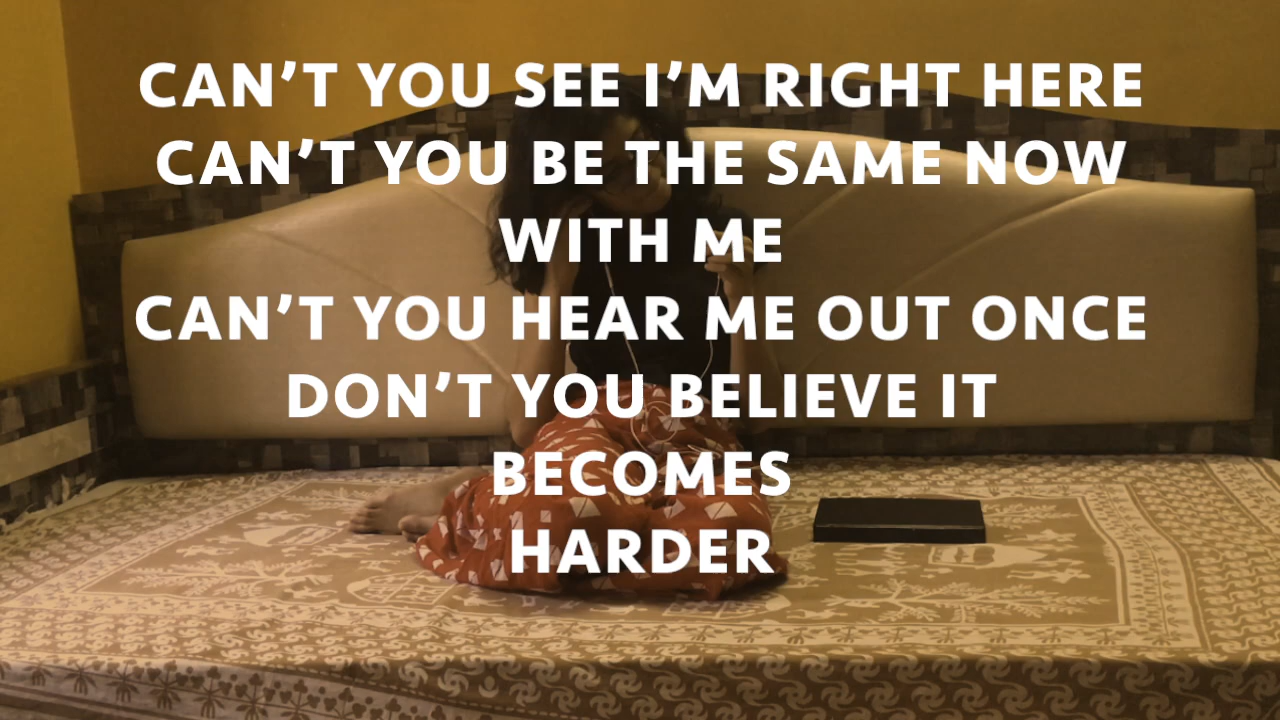 CAN’T YOU SEE I’M RIGHT HERE
CAN’T YOU BE THE SAME NOW
WITH ME
CAN’T YOU HEAR ME OUT ONCE
DON’T YOU BELIEVE IT
BECOMES
HARDER